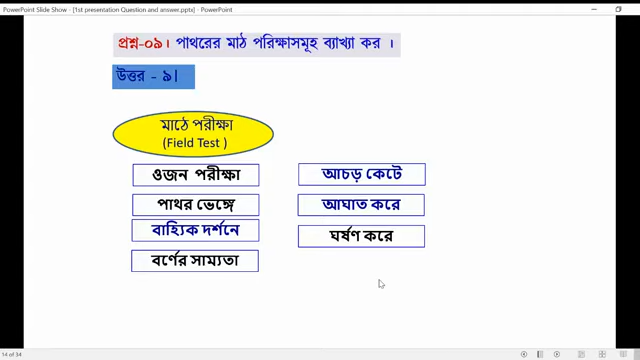 PowerPoint Slide Show - [1st presentation Question and answer.pptx] - PowerPoint
প্রশ্ন-০৯। পাথরের মাঠ পরিক্ষাসমূহ ব্যাখ্যা কর ।
উত্তর - ৯।
মাঠে পরীক্ষা
(Field Test )
ওজন পরীক্ষা
পাথর ভেঙ্গে
বাহ্যিক দর্শনে
বর্ণের সাম্যতা
আচড় কেটে
আঘাত করে
ঘর্ষণ করে
14 of 34